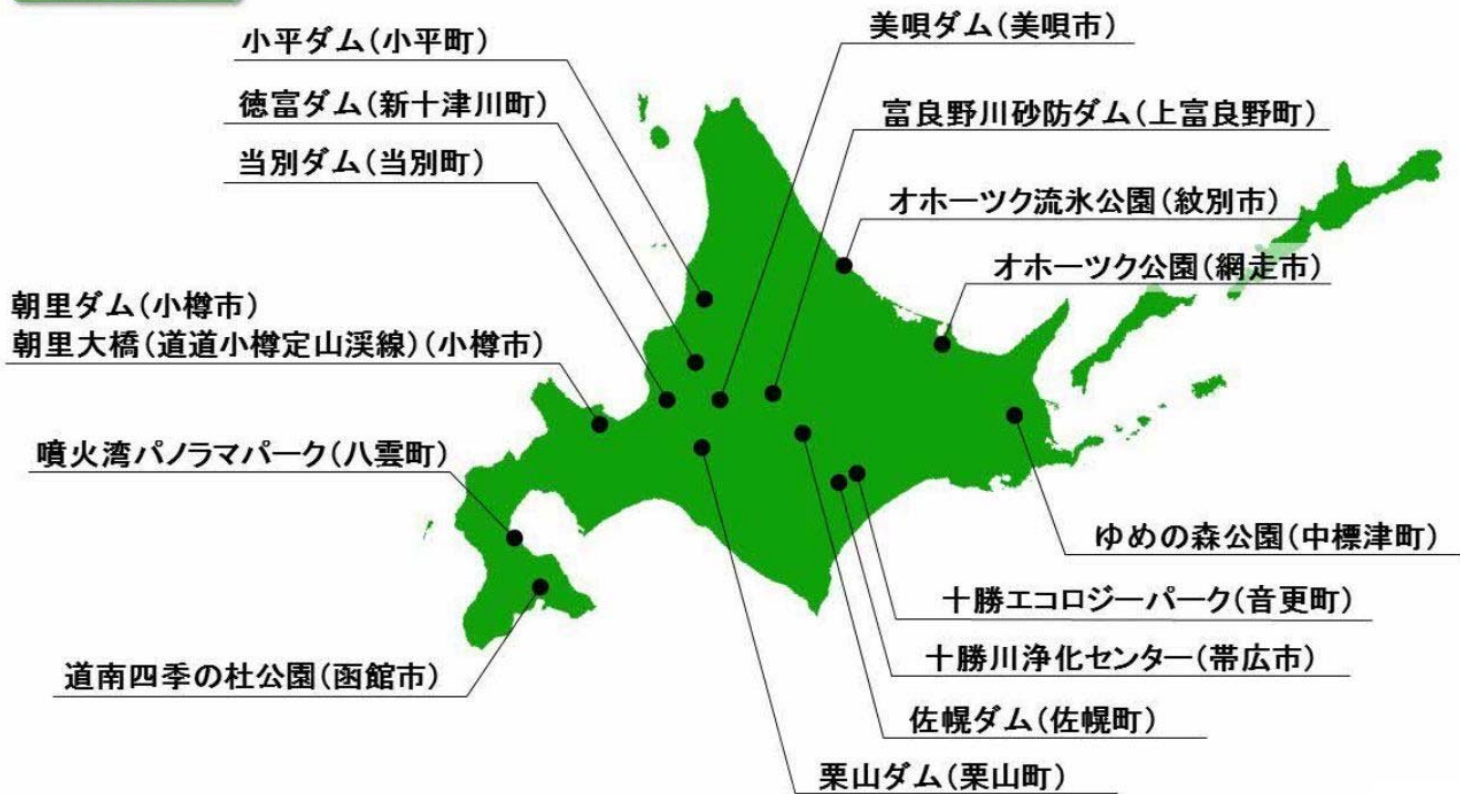 小平ダム(小平町)
徳富ダム(新十津川町)
当別ダム(当別町)
朝里ダム(小樽市)
朝里大橋(道道小樽定山渓線)(小樽市)
噴火湾パノラマパーク(八雲町)
道南四季の杜公園(函館市)
美唄ダム(美唄市)
富良野川砂防ダム(上富良野町)
オホーツク流氷公園(紋別市)
オホーツク公園(網走市)
ゆめの森公園(中標津町)
十勝エコロジーパーク(音更町)
十勝川浄化センター(帯広市)
佐幌ダム(佐幌町)
栗山ダム(栗山町)